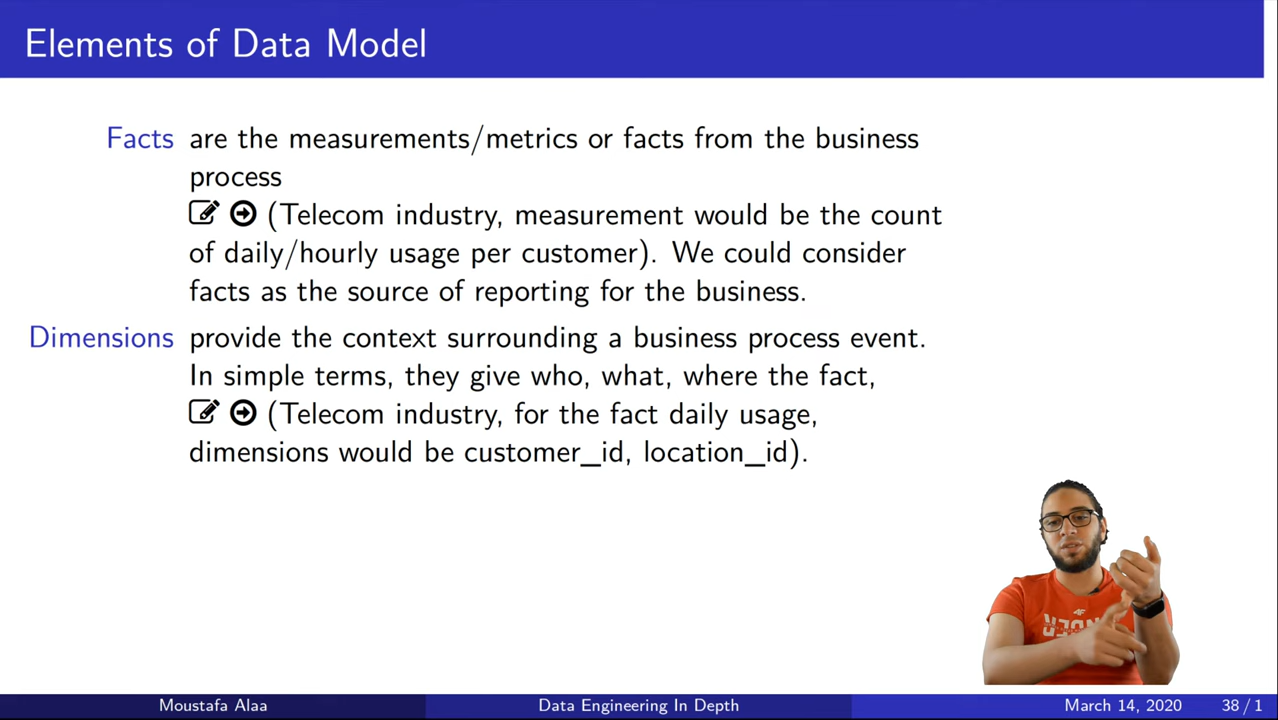 Elements of Data Model
Facts are the measurements/metrics or facts from the business
process
(Telecom industry, measurement would be the count
of daily/hourly usage per customer). We could consider
facts as the source of reporting for the business.
Dimensions provide the context surrounding a business process event.
In simple terms, they give who, what, where the fact,
(Telecom industry, for the fact daily usage,
dimensions would be customer_id, location_id).
Moustafa Alaa Data Engineering In Depth March 14, 2020 38 / 1